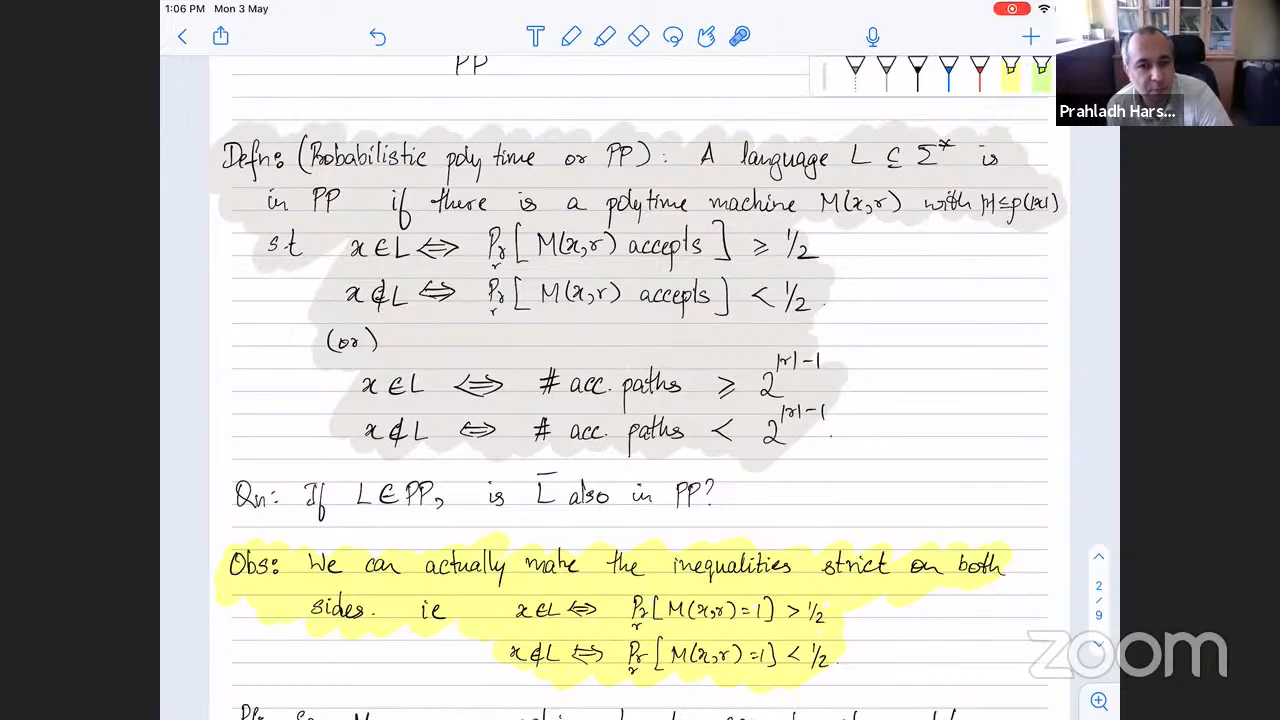 1:06 PM Mon 3 May
PP
Prahladh Hars...
Defn: (Probabilistic poly time or PP): A language L ⊆ Σ* is
in PP if there is a polytime machine M(x,r) with |r|≤p(|x|)
st x∈L ⟺ Pr_r[M(x,r) accepts] ≥ 1/2
x∉L ⟺ Pr_r[M(x,r) accepts] < 1/2.
(or)
x∈L ⟺ # acc. paths ≥ 2^{|r|-1}
x∉L ⟺ # acc. paths < 2^{|r|-1}.
Qn: If L∈PP, is L̅ also in PP?
Obs: We can actually make the inequalities strict on both
sides. ie x∈L ⟺ Pr_r[M(x,r)=1] > 1/2
x∉L ⟺ Pr_r[M(x,r)=1] < 1/2.
2
/
9
zoom